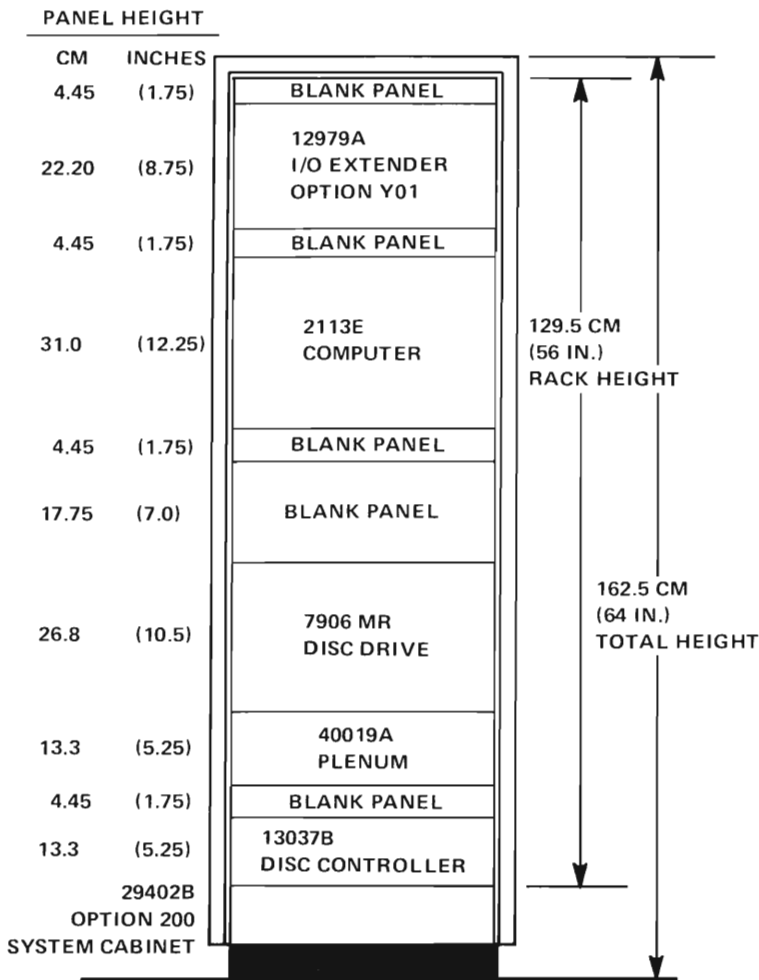 PANEL HEIGHT
CM INCHES
4.45 (1.75) BLANK PANEL
22.20 (8.75) 12979A
I/O EXTENDER
OPTION Y01
4.45 (1.75) BLANK PANEL
31.0 (12.25) 2113E
COMPUTER
129.5 CM
(56 IN.)
RACK HEIGHT
4.45 (1.75) BLANK PANEL
17.75 (7.0) BLANK PANEL
162.5 CM
(64 IN.)
TOTAL HEIGHT
26.8 (10.5) 7906 MR
DISC DRIVE
13.3 (5.25) 40019A
PLENUM
4.45 (1.75) BLANK PANEL
13.3 (5.25) 13037B
DISC CONTROLLER
29402B
OPTION 200
SYSTEM CABINET